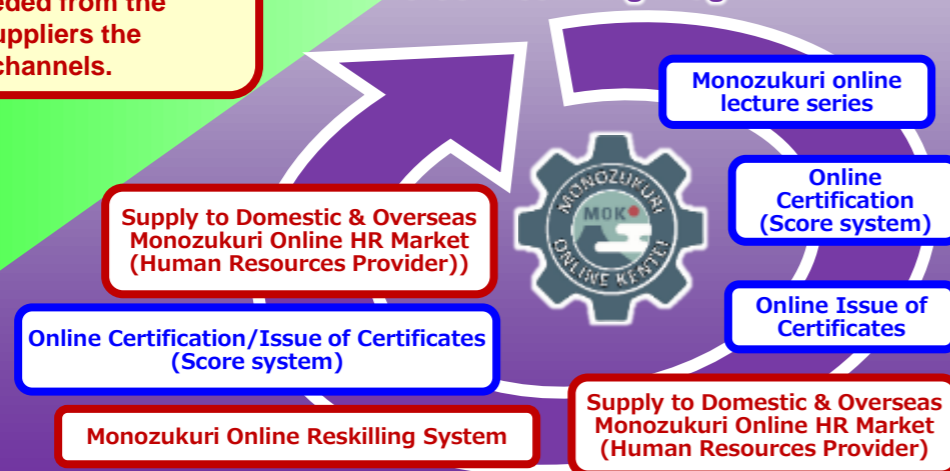 eded from the
uppliers the
channels.
Monozukuri online
lecture series
Online
Certification
(Score system)
Online Issue of
Certificates
Supply to Domestic & Overseas
Monozukuri Online HR Market
(Human Resources Provider)
Monozukuri Online Reskilling System
Online Certification/Issue of Certificates
(Score system)
Supply to Domestic & Overseas
Monozukuri Online HR Market
(Human Resources Provider))
MONOZUKURI
MOK
ONLINE KENTEI